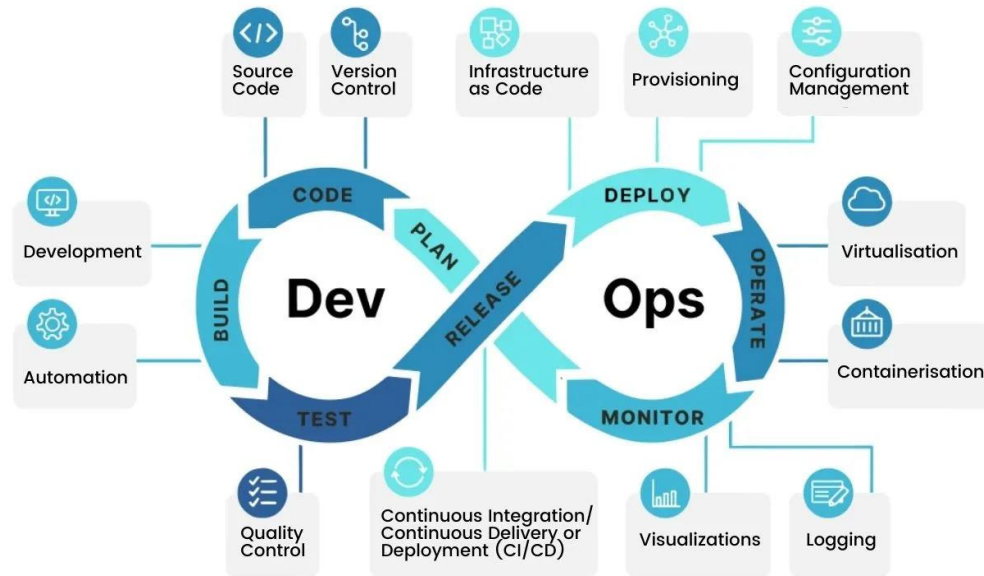 Source
Code
Version
Control
Infrastructure
as Code
Provisioning
Configuration
Management
Development
Automation
CODE
PLAN
BUILD
Dev
TEST
RELEASE
DEPLOY
Ops
OPERATE
MONITOR
Virtualisation
Containerisation
Quality
Control
Continuous Integration/
Continuous Delivery or
Deployment (CI/CD)
Visualizations
Logging